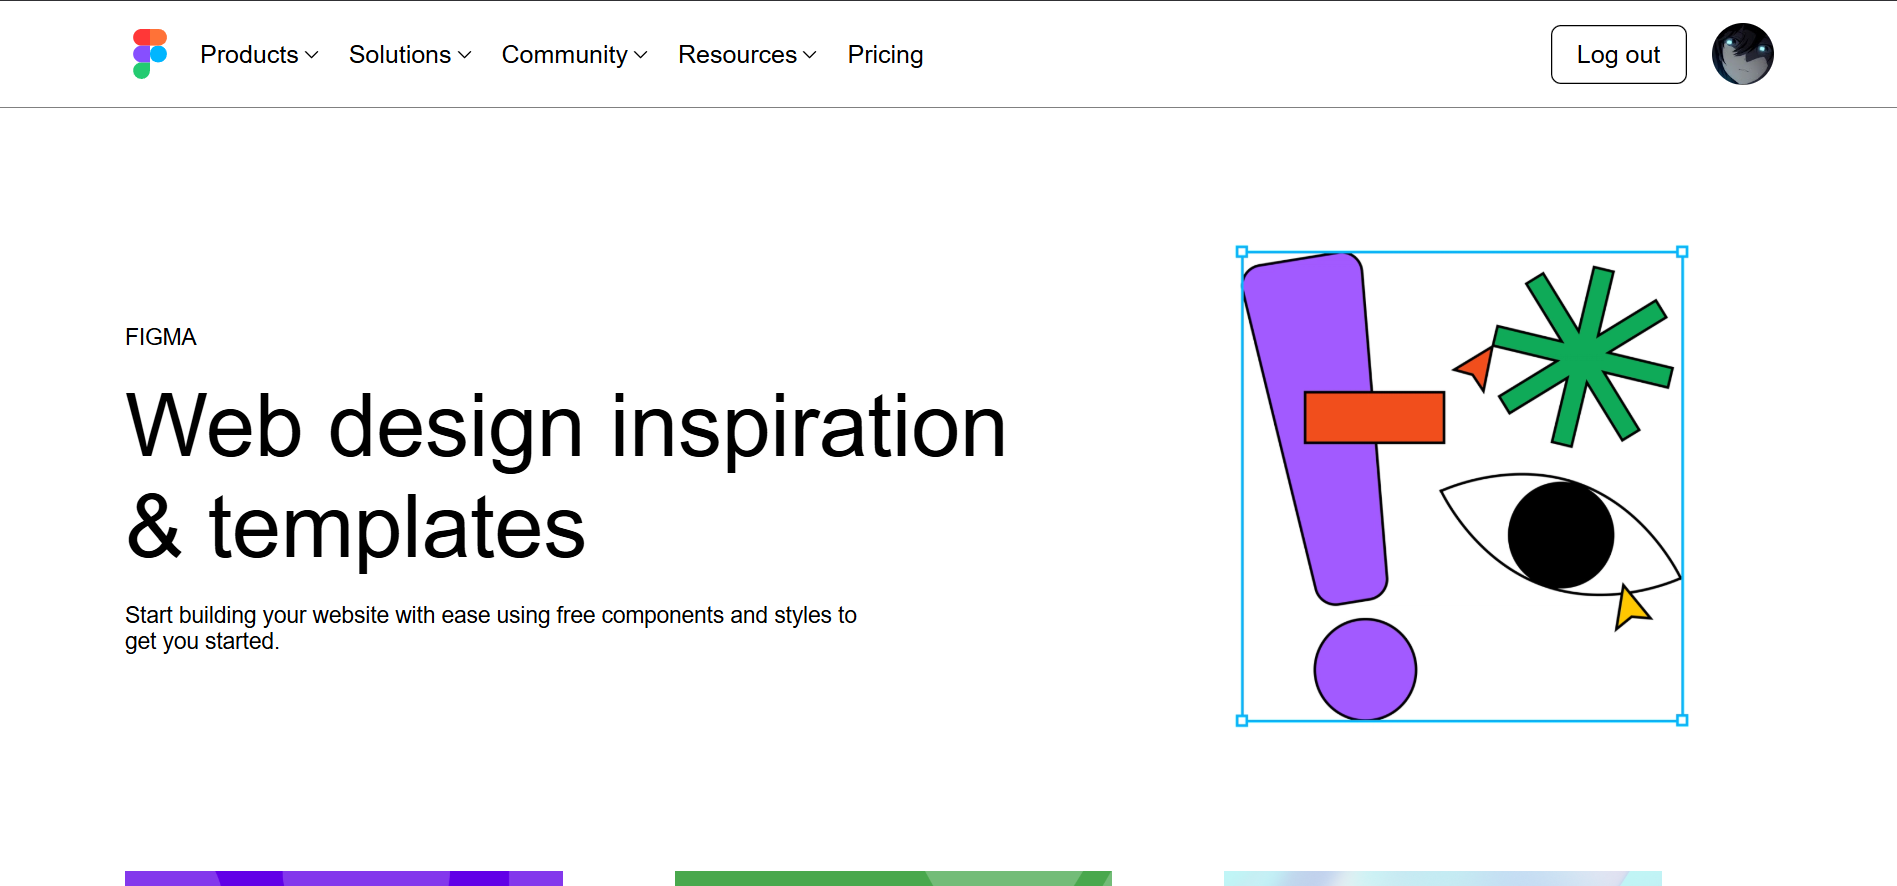 Products
Solutions
Community
Resources
Pricing
Log out
FIGMA
Web design inspiration
& templates
Start building your website with ease using free components and styles to
get you started.